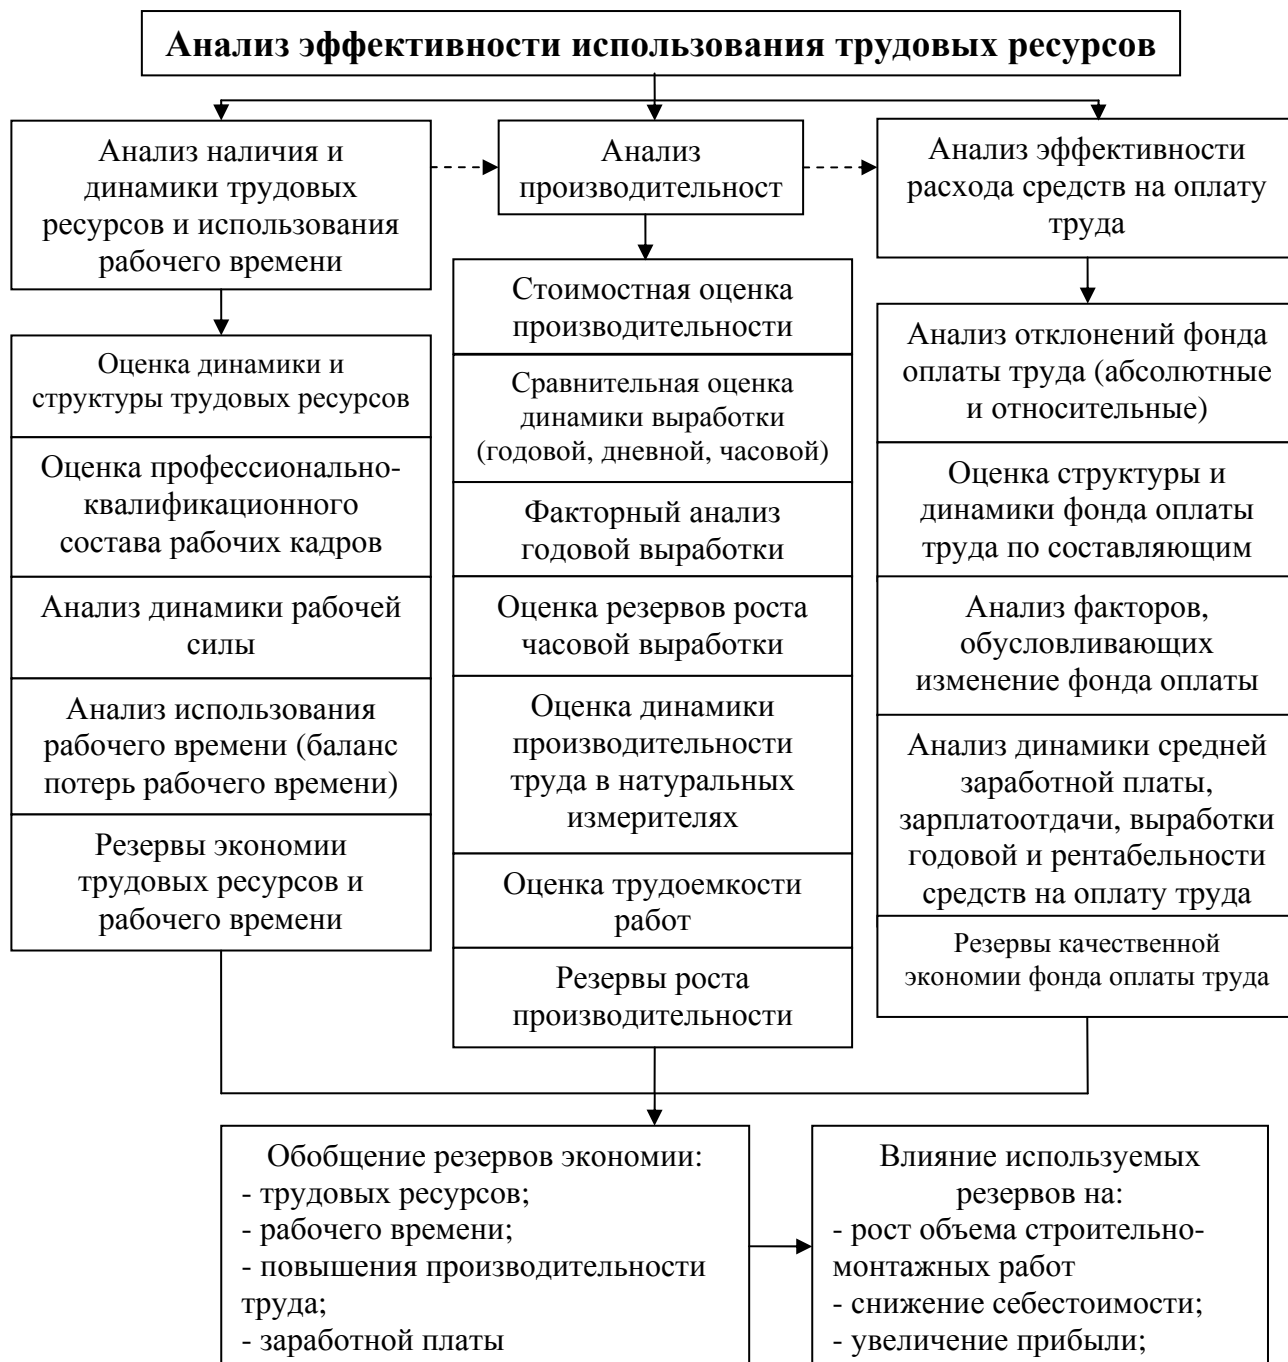 Анализ эффективности использования трудовых ресурсов
Анализ наличия и
динамики трудовых
ресурсов и использования
рабочего времени
Анализ
производительност
Анализ эффективности
расхода средств на оплату
труда
Оценка динамики и
структуры трудовых ресурсов
Оценка профессионально-
квалификационного
состава рабочих кадров
Анализ динамики рабочей
силы
Анализ использования
рабочего времени (баланс
потерь рабочего времени)
Резервы экономии
трудовых ресурсов и
рабочего времени
Стоимостная оценка
производительности
Сравнительная оценка
динамики выработки
(годовой, дневной, часовой)
Факторный анализ
годовой выработки
Оценка резервов роста
часовой выработки
Оценка динамики
производительности
труда в натуральных
измерителях
Оценка трудоемкости
работ
Резервы роста
производительности
Анализ отклонений фонда
оплаты труда (абсолютные
и относительные)
Оценка структуры и
динамики фонда оплаты
труда по составляющим
Анализ факторов,
обусловливающих
изменение фонда оплаты
Анализ динамики средней
заработной платы,
зарплатоотдачи, выработки
годовой и рентабельности
средств на оплату труда
Резервы качественной
экономии фонда оплаты труда
Обобщение резервов экономии:
- трудовых ресурсов;
- рабочего времени;
- повышения производительности
труда;
- заработной платы
Влияние используемых
резервов на:
- рост объема строительно-
монтажных работ
- снижение себестоимости;
- увеличение прибыли;